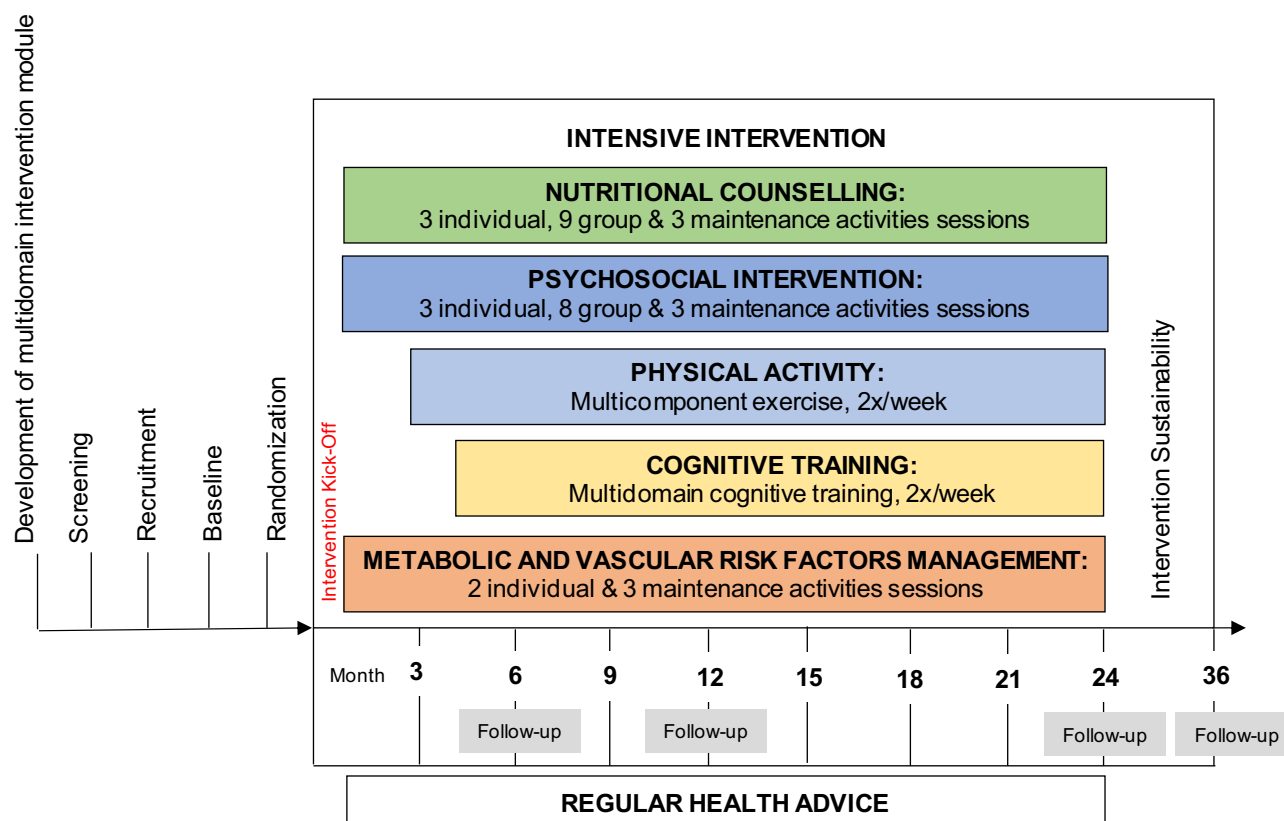 Development of multidomain intervention module
Screening
Recruitment
Baseline
Randomization
Intervention Kick-Off
INTENSIVE INTERVENTION
NUTRITIONAL COUNSELLING:
3 individual, 9 group & 3 maintenance activities sessions
PSYCHOSOCIAL INTERVENTION:
3 individual, 8 group & 3 maintenance activities sessions
PHYSICAL ACTIVITY:
Multicomponent exercise, 2x/week
COGNITIVE TRAINING:
Multidomain cognitive training, 2x/week
METABOLIC AND VASCULAR RISK FACTORS MANAGEMENT:
2 individual & 3 maintenance activities sessions
Intervention Sustainability
Month 3 6 9 12 15 18 21 24 36
Follow-up Follow-up Follow-up Follow-up
REGULAR HEALTH ADVICE